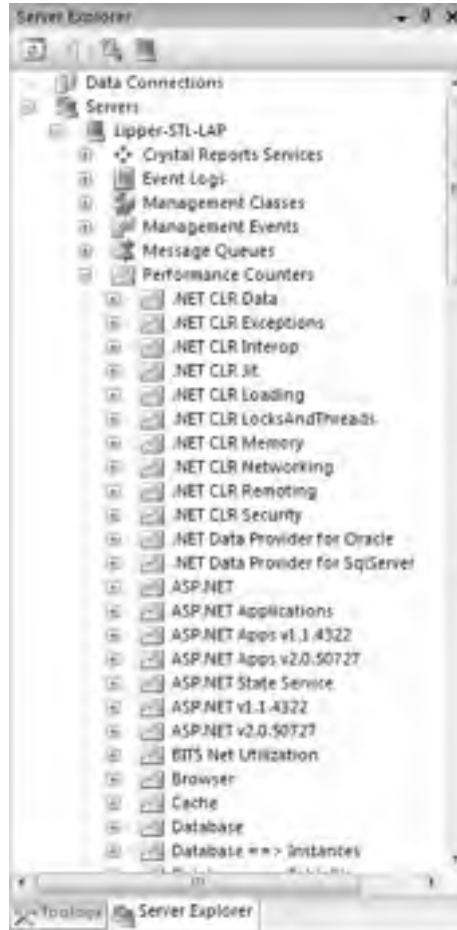 Server Explorer
Data Connections
Servers
Lipper-STL-LAP
Crystal Reports Services
Event Logs
Management Classes
Management Events
Message Queues
Performance Counters
.NET CLR Data
.NET CLR Exceptions
.NET CLR Interop
.NET CLR Jit
.NET CLR Loading
.NET CLR LocksAndThreads
.NET CLR Memory
.NET CLR Networking
.NET CLR Remoting
.NET CLR Security
.NET Data Provider for Oracle
.NET Data Provider for SqlServer
ASP.NET
ASP.NET Applications
ASP.NET Apps v1.1.4322
ASP.NET Apps v2.0.50727
ASP.NET State Service
ASP.NET v1.1.4322
ASP.NET v2.0.50727
BITS Net Utilization
Browser
Cache
Database
Database ==> Instances
Toolbox Server Explorer